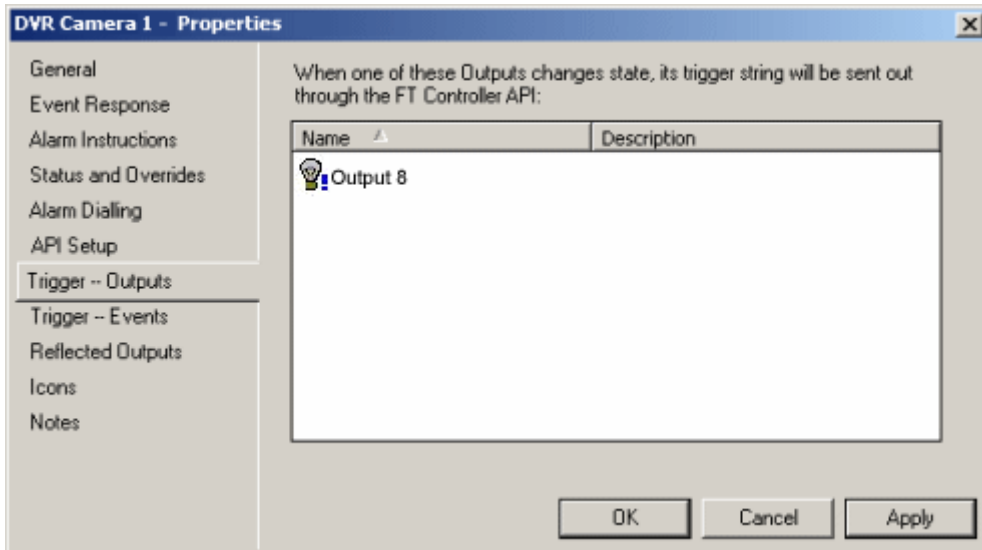 DVR Camera 1 - Properties
General
Event Response
Alarm Instructions
Status and Overrides
Alarm Dialling
API Setup
Trigger -- Outputs
Trigger -- Events
Reflected Outputs
Icons
Notes
When one of these Outputs changes state, its trigger string will be sent out
through the FT Controller API:
Name Description
Output 8
OK Cancel Apply